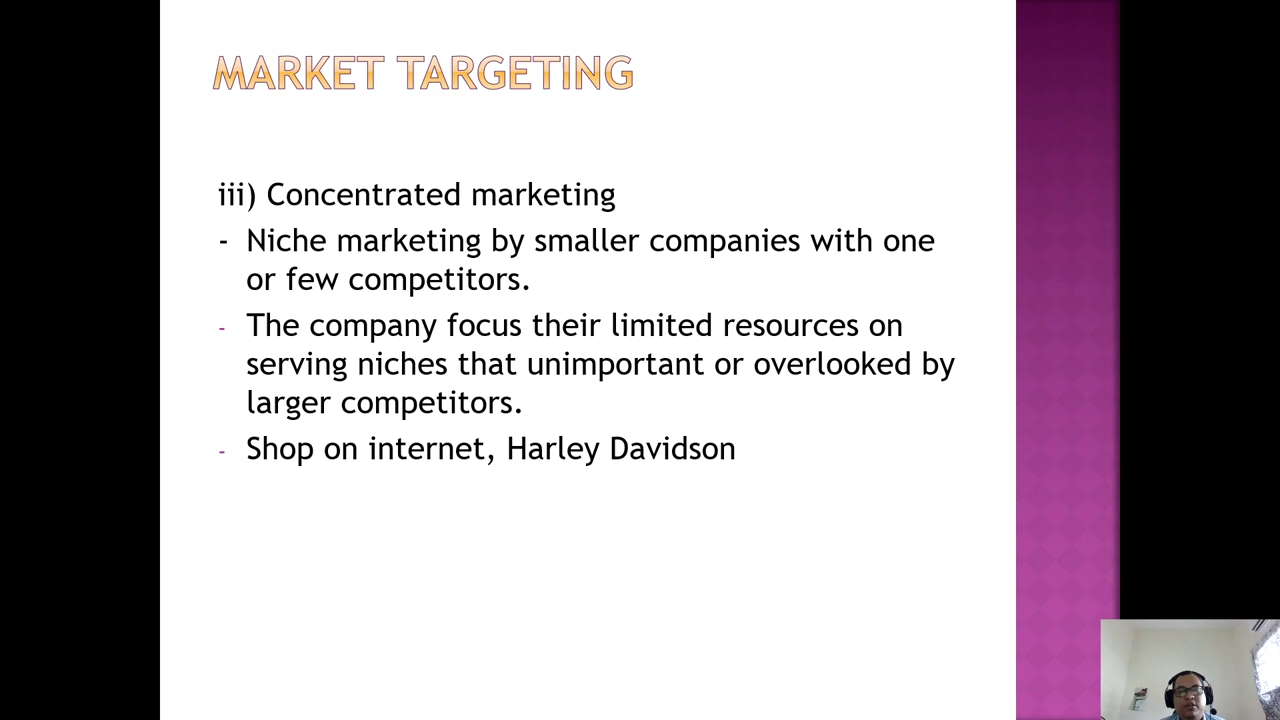 MARKET TARGETING
iii) Concentrated marketing
- Niche marketing by smaller companies with one
or few competitors.
- The company focus their limited resources on
serving niches that unimportant or overlooked by
larger competitors.
- Shop on internet, Harley Davidson